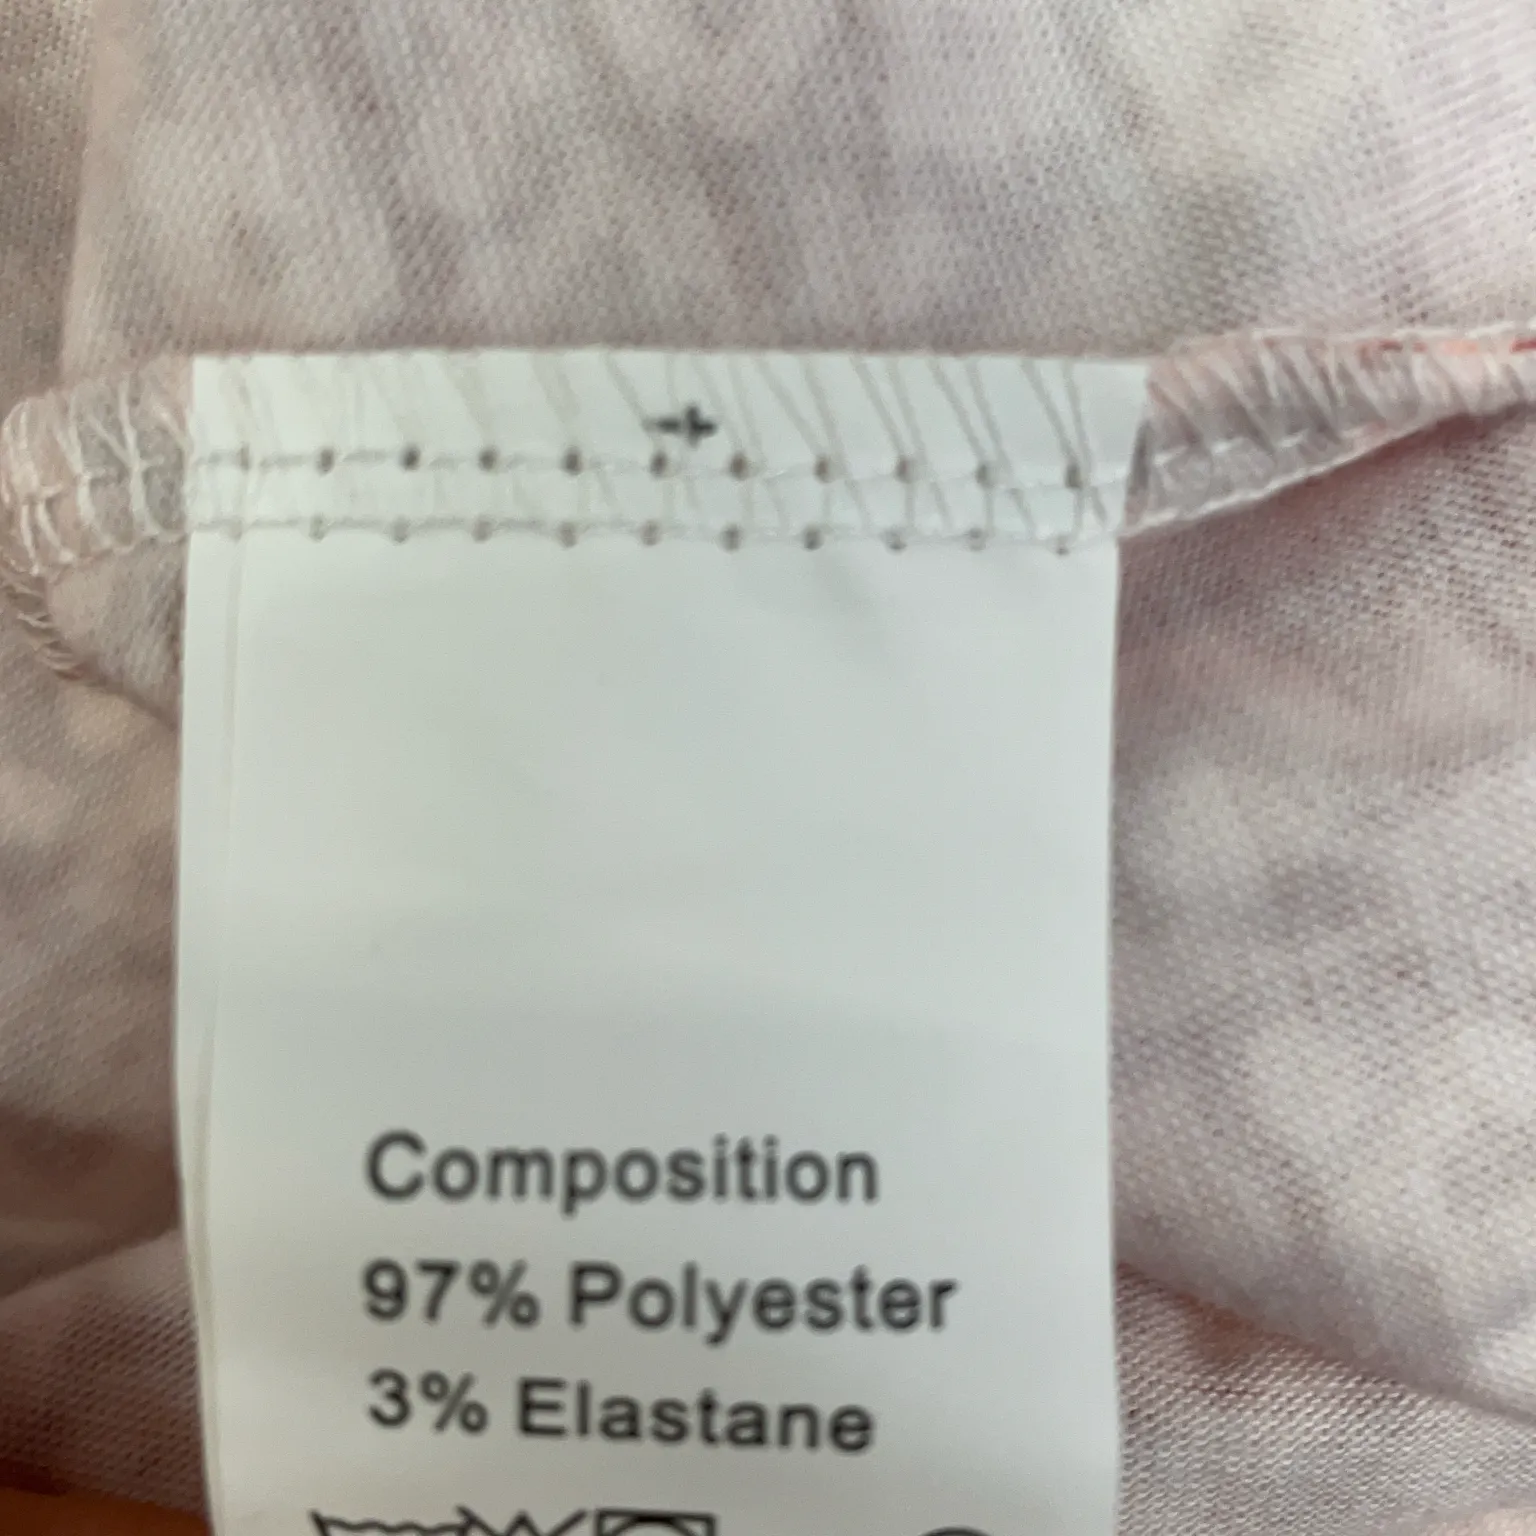 Composition
97% Polyester
3% Elastane